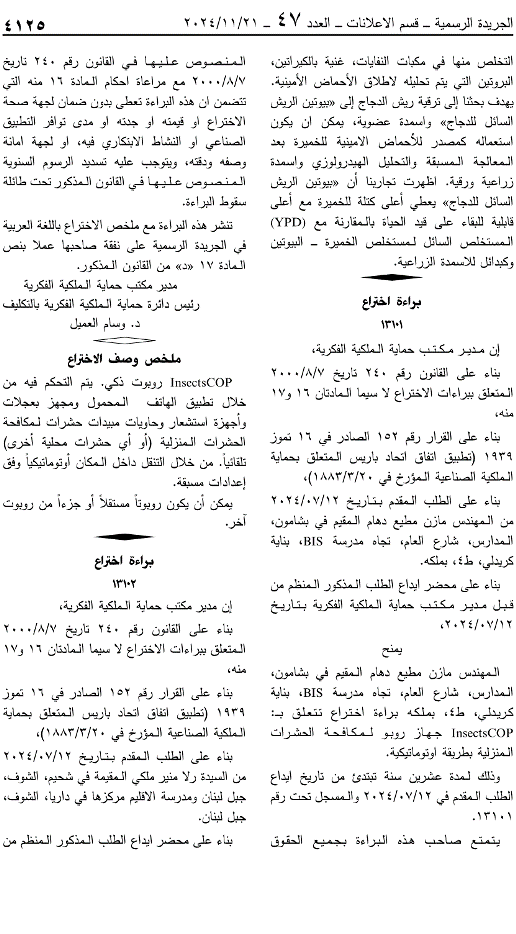 الجريدة الرسمية ــ قسم الاعلانات ــ العدد ٤٧ ــ ٢٠٢٤/١١/٢١
٤١٢٥
التخلص منها في مكبات النفايات، غنية بالكيراتين،
البروتين التي يتم تحليله لاطلاق الأحماض الأمينية.
يهدف بحثنا إلى ترقية ريش الدجاج إلى «بيوتين الريش
السائل للدجاج» واسمدة عضوية، يمكن ان يكون
استعماله كمصدر للأحماض الامينية للخميرة بعد
المعالجة المسبقة والتحليل الهيدرولوزي واسمدة
زراعية ورقية. اظهرت تجاربنا أن «بيوتين الريش
السائل للدجاج» يعطي أعلى كتلة للخميرة مع أعلى
قابلية للبقاء على قيد الحياة بالمقارنة مع (YPD)
المستخلص السائل لمستخلص الخميرة ــ البيوتين
وكبدائل للاسمدة الزراعية.
براءة اختراع
١٣١٠١
إن مدير مكتب حماية الملكية الفكرية،
بناء على القانون رقم ٢٤٠ تاريخ ٢٠٠٠/٨/٧
المتعلق ببراءات الاختراع لا سيما المادتان ١٦ و١٧
منه،
بناء على القرار رقم ١٥٢ الصادر في ١٦ تموز
١٩٣٩ (تطبيق اتفاق اتحاد باريس المتعلق بحماية
الملكية الصناعية المؤرخ في ١٨٨٣/٣/٢٠)،
بناء على الطلب المقدم بتاريخ ٢٠٢٤/٠٧/١٢
من المهندس مازن مطيع دهام المقيم في بشامون،
المدارس، شارع العام، تجاه مدرسة BIS، بناية
كريدلي، ط٤، بملكه.
بناء على محضر ايداع الطلب المذكور المنظم من
قبل مدير مكتب حماية الملكية الفكرية بتاريخ
٢٠٢٤/٠٧/١٢،
يمنح
المهندس مازن مطيع دهام المقيم في بشامون،
المدارس، شارع العام، تجاه مدرسة BIS، بناية
كريدلي، ط٤، بملكه براءة اختراع تتعلق بـ:
InsectsCOP جهاز روبو لمكافحة الحشرات
المنزلية بطريقة اوتوماتيكية.
وذلك لمدة عشرين سنة تبتدئ من تاريخ ايداع
الطلب المقدم في ٢٠٢٤/٠٧/١٢ والمسجل تحت رقم
١٣١٠١.
يتمتع صاحب هذه البراءة بجميع الحقوق
المنصوص عليها في القانون رقم ٢٤٠ تاريخ
٢٠٠٠/٨/٧ مع مراعاة احكام المادة ١٦ منه التي
تتضمن ان هذه البراءة تعطى بدون ضمان لجهة صحة
الاختراع او قيمته او جدته او مدى توافر التطبيق
الصناعي او النشاط الابتكاري فيه، او لجهة امانة
وصفه ودقته، ويتوجب عليه تسديد الرسوم السنوية
المنصوص عليها في القانون المذكور تحت طائلة
سقوط البراءة.
تنشر هذه البراءة مع ملخص الاختراع باللغة العربية
في الجريدة الرسمية على نفقة صاحبها عملا بنص
المادة ١٧ «د» من القانون المذكور.
مدير مكتب حماية الملكية الفكرية
رئيس دائرة حماية الملكية الفكرية بالتكليف
د. وسام العميل
ملخص وصف الاختراع
InsectsCOP روبوت ذكي. يتم التحكم فيه من
خلال تطبيق الهاتف المحمول ومجهز بعجلات
وأجهزة استشعار وحاويات مبيدات حشرات لمكافحة
الحشرات المنزلية (أو أي حشرات محلية أخرى)
تلقائياً. من خلال التنقل داخل المكان أوتوماتيكياً وفق
إعدادات مسبقة.
يمكن أن يكون روبوتاً مستقلاً أو جزءاً من روبوت
آخر.
براءة اختراع
١٣١٠٢
إن مدير مكتب حماية الملكية الفكرية،
بناء على القانون رقم ٢٤٠ تاريخ ٢٠٠٠/٨/٧
المتعلق ببراءات الاختراع لا سيما المادتان ١٦ و١٧
منه،
بناء على القرار رقم ١٥٢ الصادر في ١٦ تموز
١٩٣٩ (تطبيق اتفاق اتحاد باريس المتعلق بحماية
الملكية الصناعية المؤرخ في ١٨٨٣/٣/٢٠)،
بناء على الطلب المقدم بتاريخ ٢٠٢٤/٠٧/١٢
من السيدة رلا منير ملكي المقيمة في شحيم، الشوف،
جبل لبنان ومدرسة الاقليم مركزها في داريا، الشوف،
جبل لبنان.
بناء على محضر ايداع الطلب المذكور المنظم من